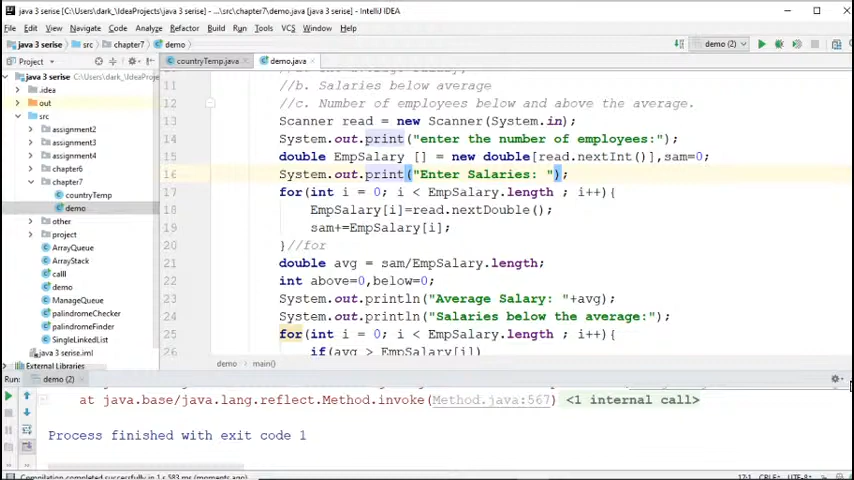 java 3 serise [C:\Users\dark_\IdeaProjects\java 3 serise] - ...\src\chapter7\demo.java [java 3 serise] - IntelliJ IDEA
File Edit View Navigate Code Analyze Refactor Build Run Tools VCS Window Help
java 3 serise src chapter7 demo demo (2)
Project countryTemp.java demo.java
java 3 serise C:\Users\dark_\IdeaProje
.idea
out
src
assignment2
assignment3
assignment4
chapter6
chapter7
countryTemp
demo
other
project
ArrayQueue
ArrayStack
calll
demo
ManageQueue
palindromeChecker
palindromeFinder
SingleLinkedList
java 3 serise.iml
External Libraries
11 //b. Salaries below average
12 //c. Number of employees below and above the average.
13 Scanner read = new Scanner(System.in);
14 System.out.print("enter the number of employees:");
15 double EmpSalary [] = new double[read.nextInt()],sam=0;
16 System.out.print("Enter Salaries: ");
17 for(int i = 0; i < EmpSalary.length ; i++){
18 EmpSalary[i]=read.nextDouble();
19 sam+=EmpSalary[i];
20 }//for
21 double avg = sam/EmpSalary.length;
22 int above=0,below=0;
23 System.out.println("Average Salary: "+avg);
24 System.out.println("Salaries below the average:");
25 for(int i = 0; i < EmpSalary.length ; i++){
26 if(avg > EmpSalary[i])
demo main()
Run: demo (2)
at java.base/java.lang.reflect.Method.invoke(Method.java:567) <1 internal call>
Process finished with exit code 1
Compilation completed successfully in 1 s 583 ms (moments ago) 17:1 CRLF UTF-8